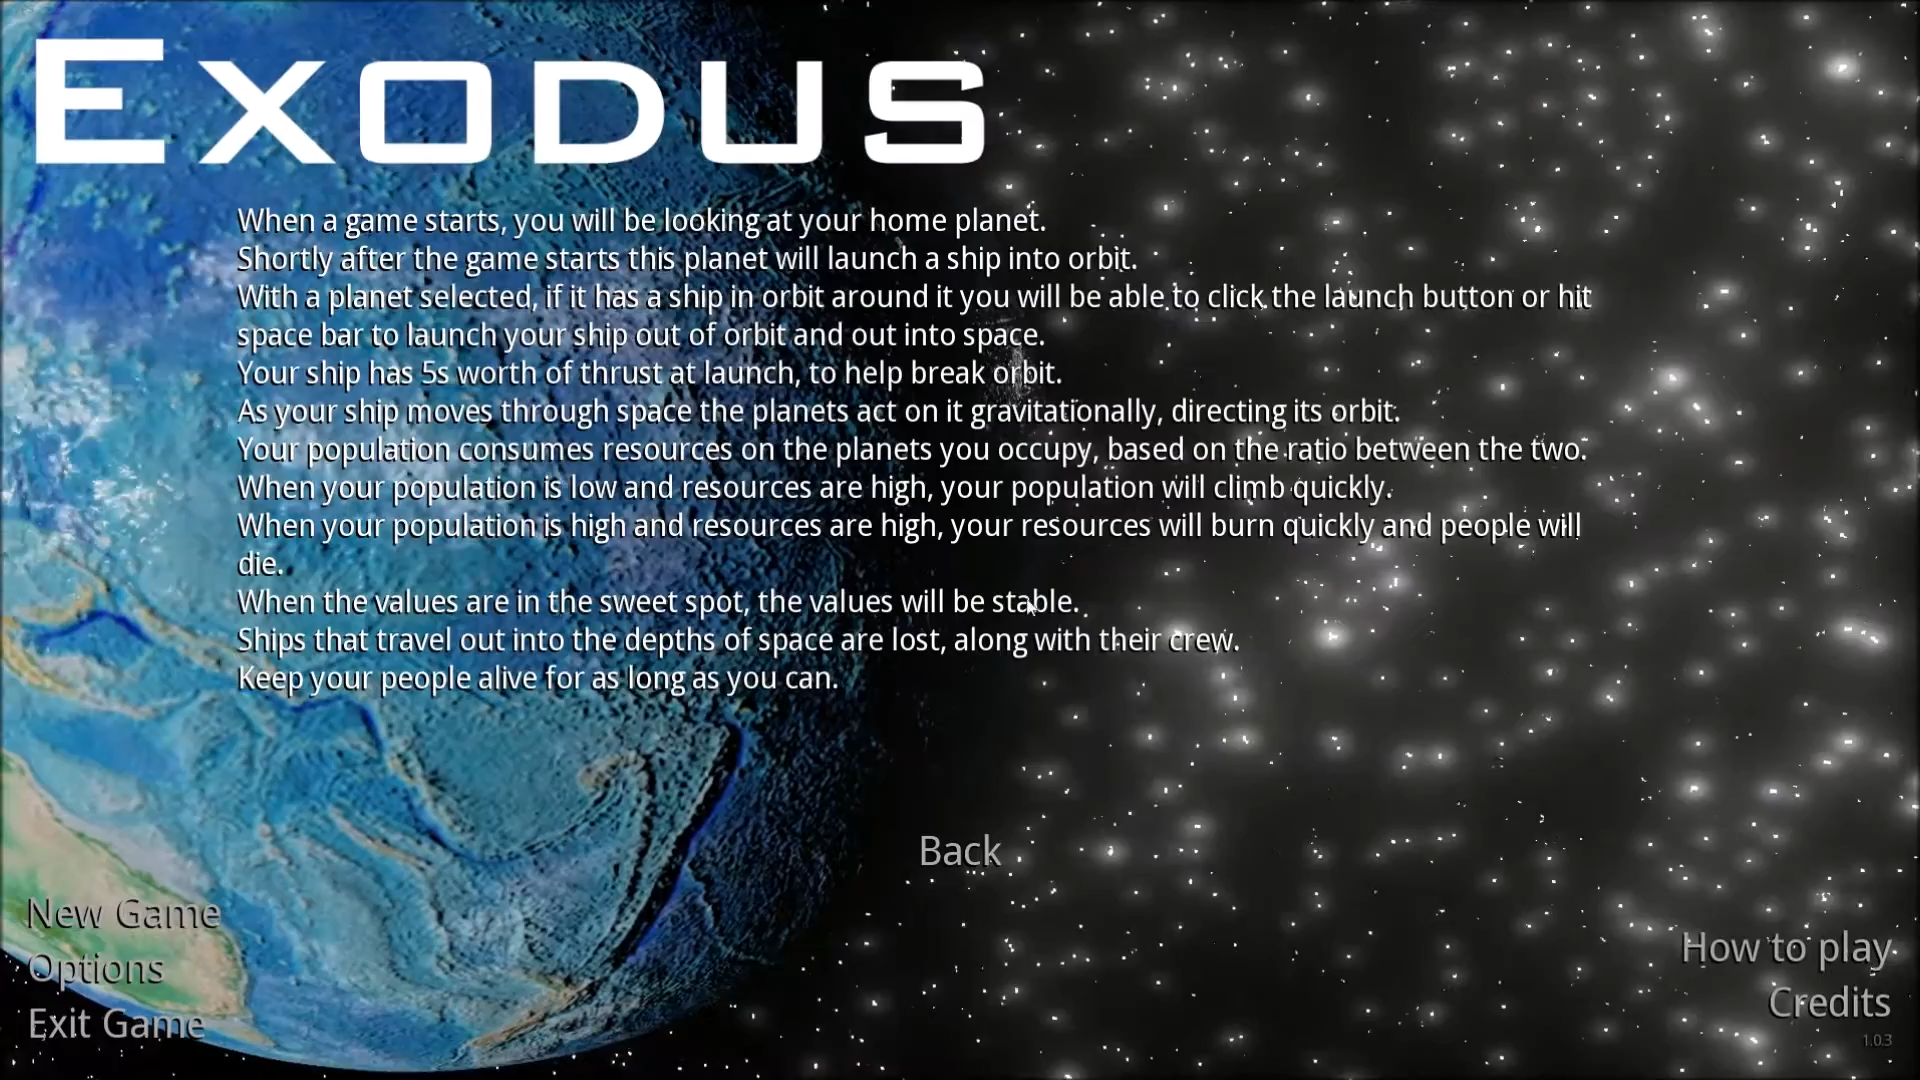 Exodus
When a game starts, you will be looking at your home planet.
Shortly after the game starts this planet will launch a ship into orbit.
With a planet selected, if it has a ship in orbit around it you will be able to click the launch button or hit
space bar to launch your ship out of orbit and out into space.
Your ship has 5s worth of thrust at launch, to help break orbit.
As your ship moves through space the planets act on it gravitationally, directing its orbit.
Your population consumes resources on the planets you occupy, based on the ratio between the two.
When your population is low and resources are high, your population will climb quickly.
When your population is high and resources are high, your resources will burn quickly and people will
die.
When the values are in the sweet spot, the values will be stable.
Ships that travel out into the depths of space are lost, along with their crew.
Keep your people alive for as long as you can.
Back
New Game
Options
Exit Game
How to play
Credits
1.0.3